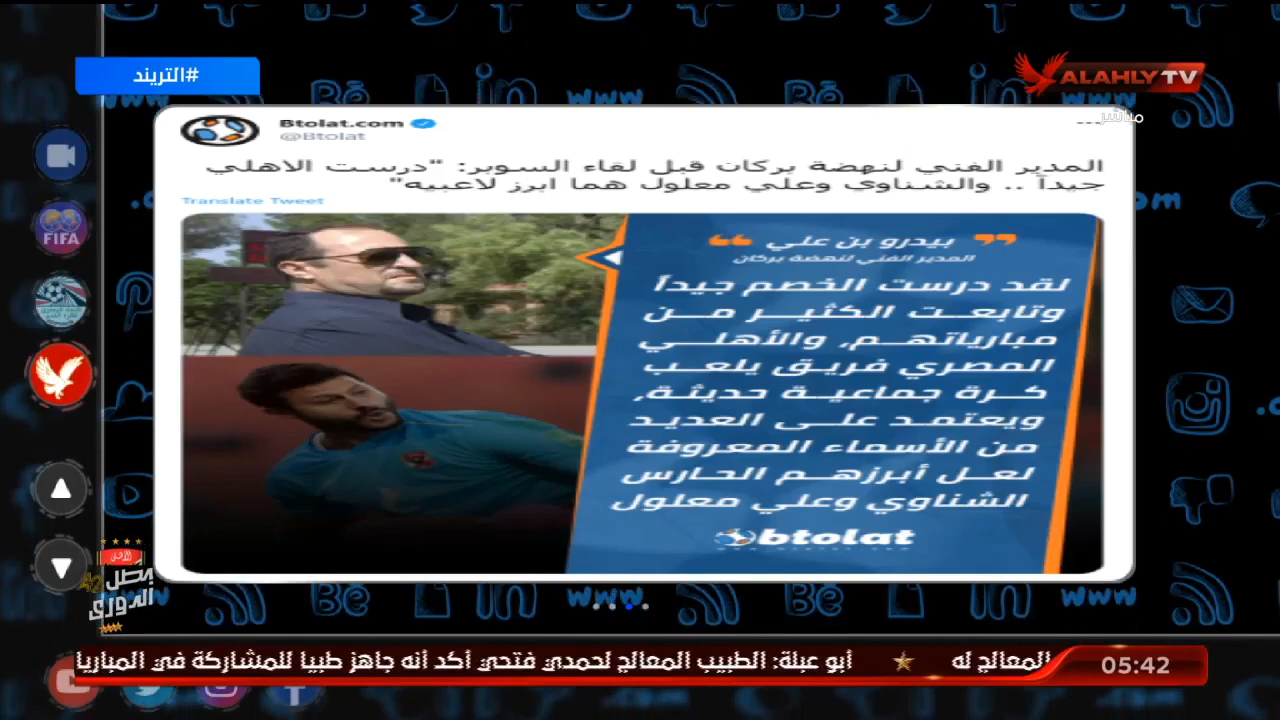 #التريند
ALAHLY TV
مباشر
Btolat.com
@Btolat
المدير الفني لنهضة بركان قبل لقاء السوبر: "درست الاهلي
جيداً .. والشناوي وعلي معلول هما ابرز لاعبيه"
Translate Tweet
بيدرو بن علي
المدير الفني لنهضة بركان
لقد درست الخصم جيداً
وتابعت الكثير من
مبارياتهم، والأهلي
المصري فريق يلعب
كرة جماعية حديثة،
ويعتمد على العديد
من الأسماء المعروفة
لعل أبرزهم الحارس
الشناوي وعلي معلول
btolat
FIFA
الأهلي
بطل
الدوري
42
المعالج له ★ أبو عبلة: الطبيب المعالج لحمدي فتحي أكد أنه جاهز طبيا للمشاركة في المباريا
05:42